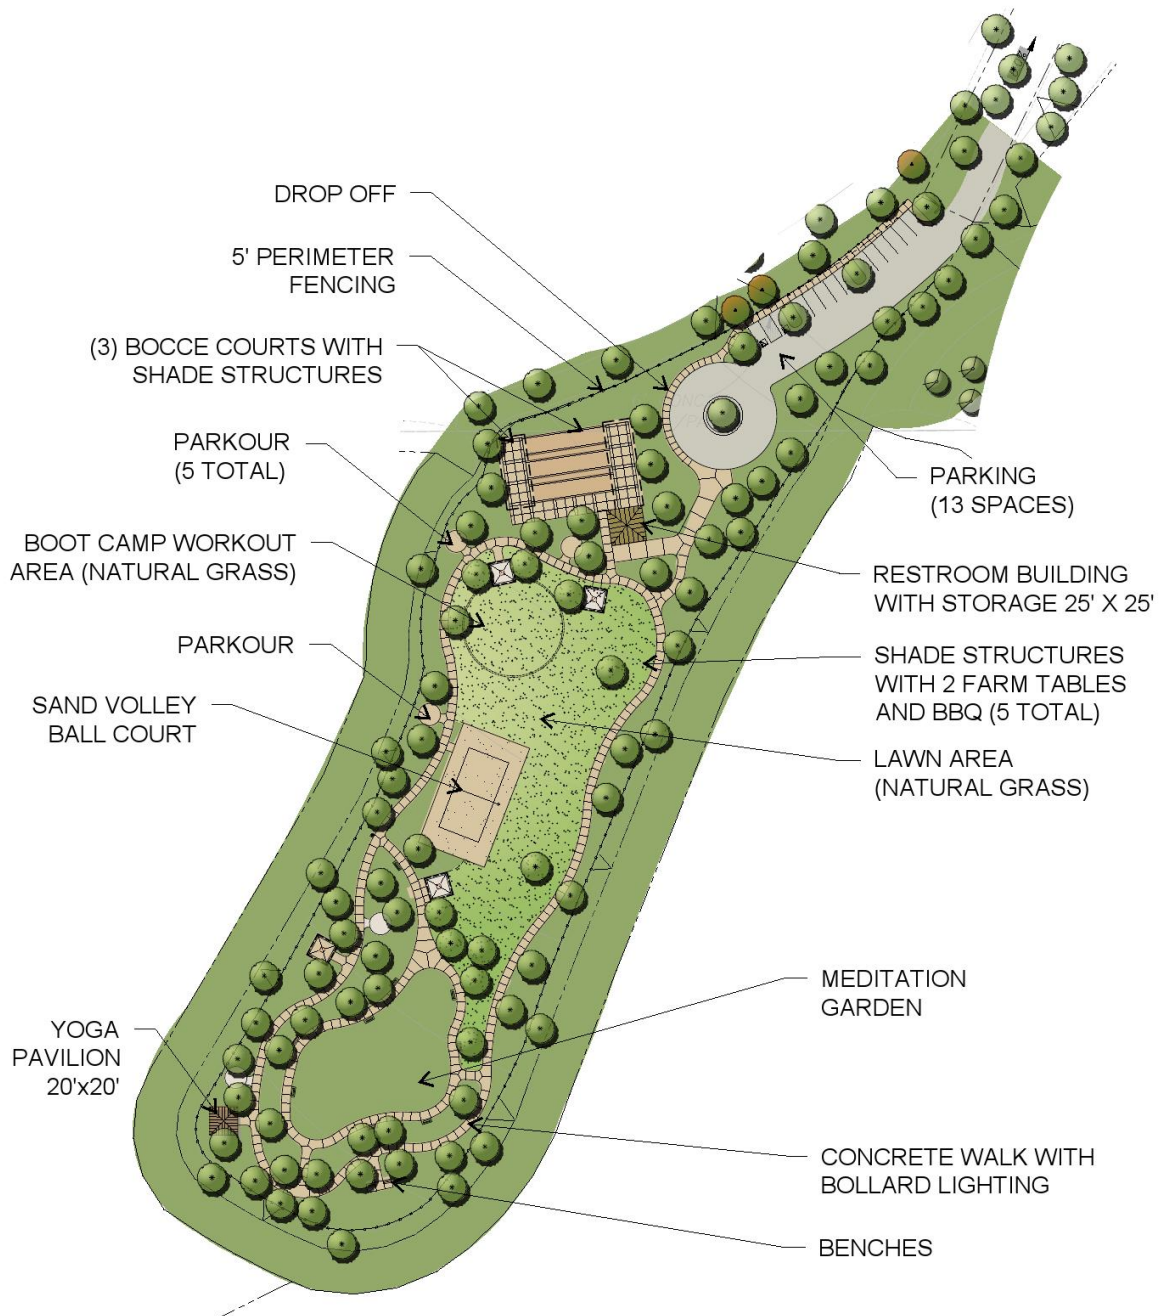 DROP OFF
5' PERIMETER
FENCING
(3) BOCCE COURTS WITH
SHADE STRUCTURES
PARKOUR
(5 TOTAL)
BOOT CAMP WORKOUT
AREA (NATURAL GRASS)
PARKOUR
SAND VOLLEY
BALL COURT
YOGA
PAVILION
20'x20'
PARKING
(13 SPACES)
RESTROOM BUILDING
WITH STORAGE 25' X 25'
SHADE STRUCTURES
WITH 2 FARM TABLES
AND BBQ (5 TOTAL)
LAWN AREA
(NATURAL GRASS)
MEDITATION
GARDEN
CONCRETE WALK WITH
BOLLARD LIGHTING
BENCHES